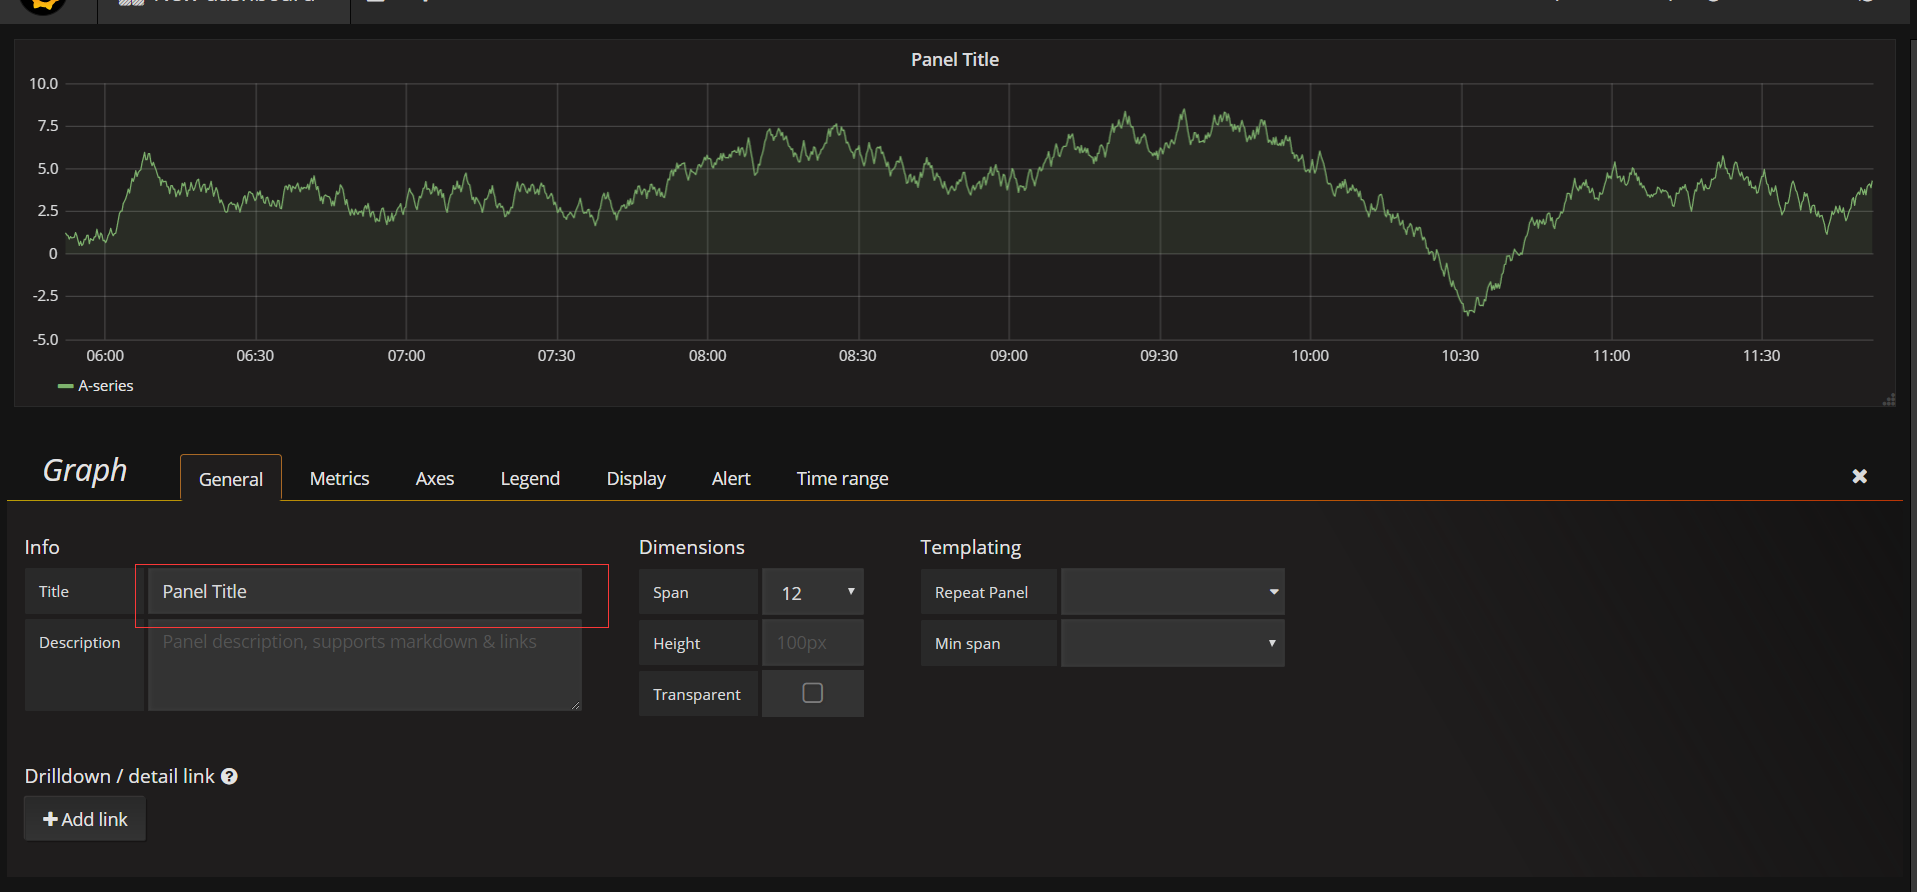 New dashboard
Panel Title
10.0
7.5
5.0
2.5
0
-2.5
-5.0
06:00 06:30 07:00 07:30 08:00 08:30 09:00 09:30 10:00 10:30 11:00 11:30
A-series
Graph General Metrics Axes Legend Display Alert Time range
Info Dimensions Templating
Title Panel Title Span 12 Repeat Panel
Description Panel description, supports markdown & links Height 100px Min span
Transparent
Drilldown / detail link
Add link